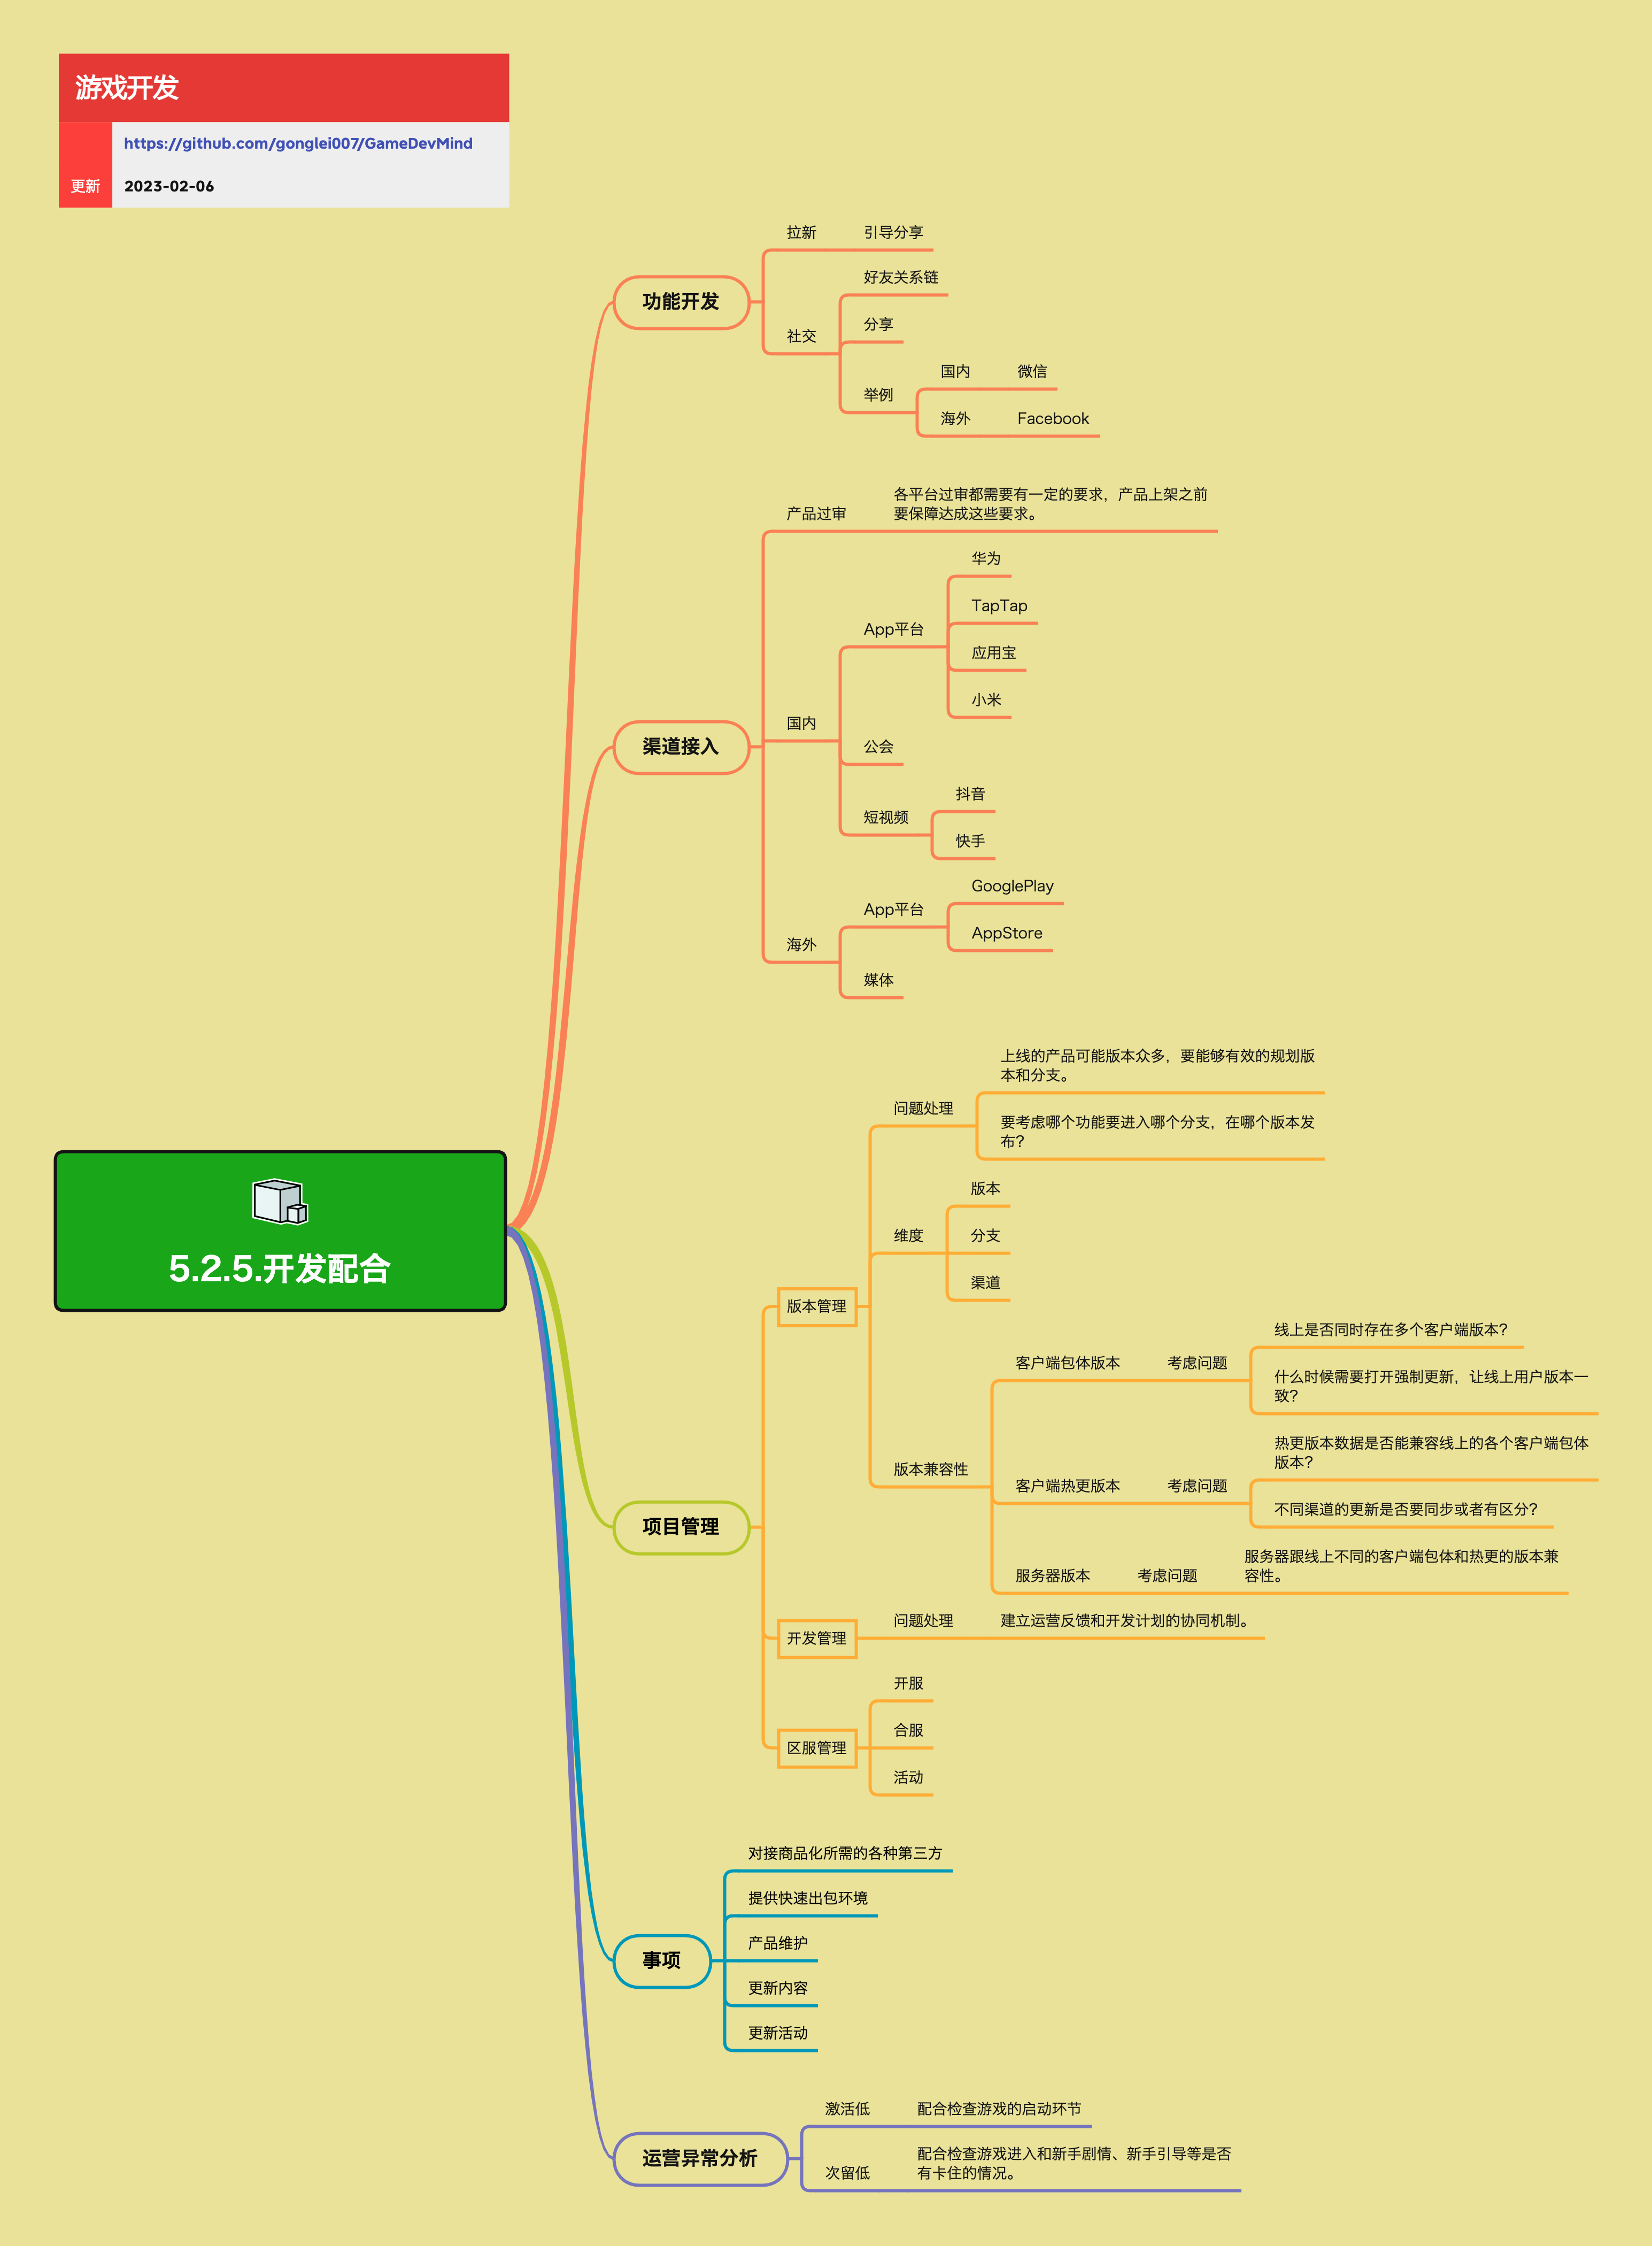 游戏开发
https://github.com/gonglei007/GameDevMind
更新
2023-02-06
5.2.5.开发配合
功能开发
拉新
引导分享
社交
好友关系链
分享
举例
国内
微信
海外
Facebook
渠道接入
产品过审
各平台过审都需要有一定的要求，产品上架之前
要保障达成这些要求。
国内
App平台
华为
TapTap
应用宝
小米
公会
短视频
抖音
快手
海外
App平台
GooglePlay
AppStore
媒体
项目管理
版本管理
问题处理
上线的产品可能版本众多，要能够有效的规划版
本和分支。
要考虑哪个功能要进入哪个分支，在哪个版本发
布？
维度
版本
分支
渠道
版本兼容性
客户端包体版本
考虑问题
线上是否同时存在多个客户端版本？
什么时候需要打开强制更新，让线上用户版本一
致？
客户端热更版本
考虑问题
热更版本数据是否能兼容线上的各个客户端包体
版本？
不同渠道的更新是否要同步或者有区分？
服务器版本
考虑问题
服务器跟线上不同的客户端包体和热更的版本兼
容性。
开发管理
问题处理
建立运营反馈和开发计划的协同机制。
区服管理
开服
合服
活动
事项
对接商品化所需的各种第三方
提供快速出包环境
产品维护
更新内容
更新活动
运营异常分析
激活低
配合检查游戏的启动环节
次留低
配合检查游戏进入和新手剧情、新手引导等是否
有卡住的情况。